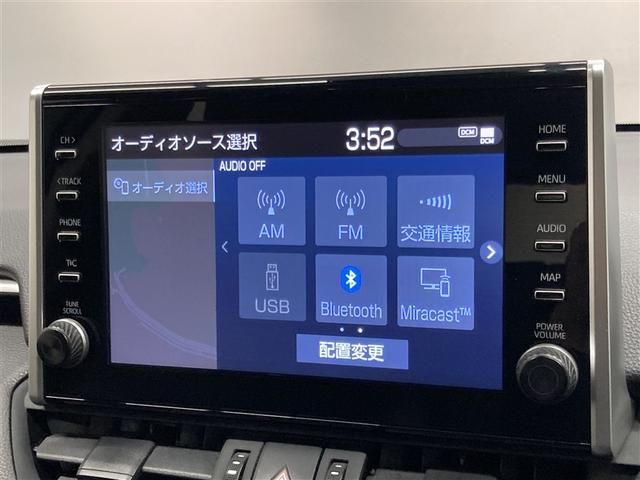 CH >
< TRACK
PHONE
T/C
TUNE
SCROLL
オーディオソース選択
3:52
DCM
DCM
オーディオ選択
AUDIO OFF
AM
FM
交通情報
USB
Bluetooth
Miracast™
配置変更
HOME
MENU
AUDIO
MAP
POWER
VOLUME